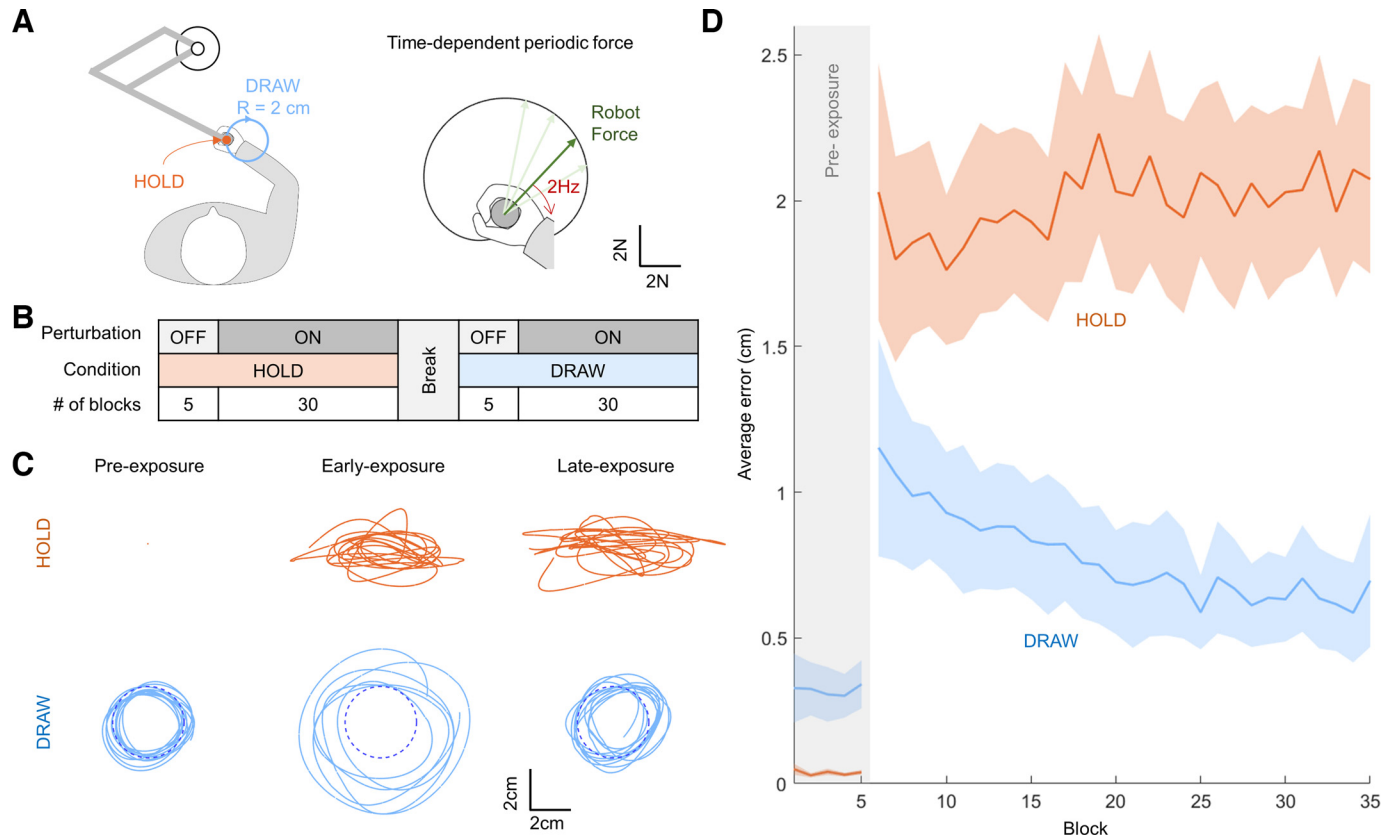 A
DRAW
R = 2 cm
HOLD
Time-dependent periodic force
Robot
Force
2Hz
2N
2N
B
Perturbation OFF ON Break OFF ON
Condition HOLD DRAW
# of blocks 5 30 5 30
C
Pre-exposure Early-exposure Late-exposure
HOLD
DRAW
2cm
2cm
D
Pre- exposure
HOLD
DRAW
Average error (cm)
2.5
2
1.5
1
0.5
0
5 10 15 20 25 30 35
Block